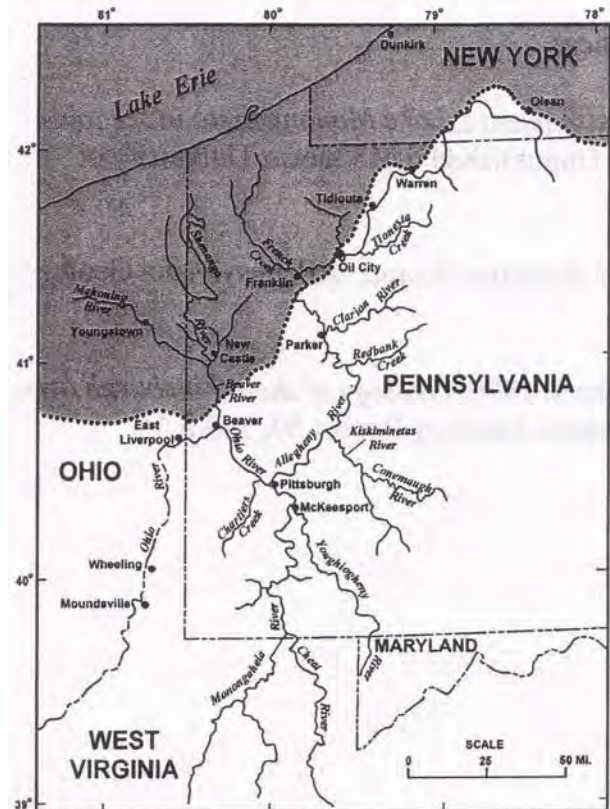 81°
80°
79°
78°
Dunkirk
NEW YORK
Lake Erie
Olean
42°
Warren
Tidioute
Tionesta
Creek
Shenango
River
French
Creek
Oil City
Franklin
Mahoning
River
Clarion River
Youngstown
New
Castle
Parker
41°
Redbank
Creek
Beaver
River
PENNSYLVANIA
East
Liverpool
Beaver
Allegheny
River
Kiskiminetas
River
OHIO
Ohio River
Conemaugh
River
Pittsburgh
Chartiers
Creek
McKeesport
Ohio
River
Wheeling
40°
Youghiogheny
River
Moundsville
MARYLAND
Monongahela
River
Cheat
River
WEST
VIRGINIA
SCALE
0 25 50 MI.
39°